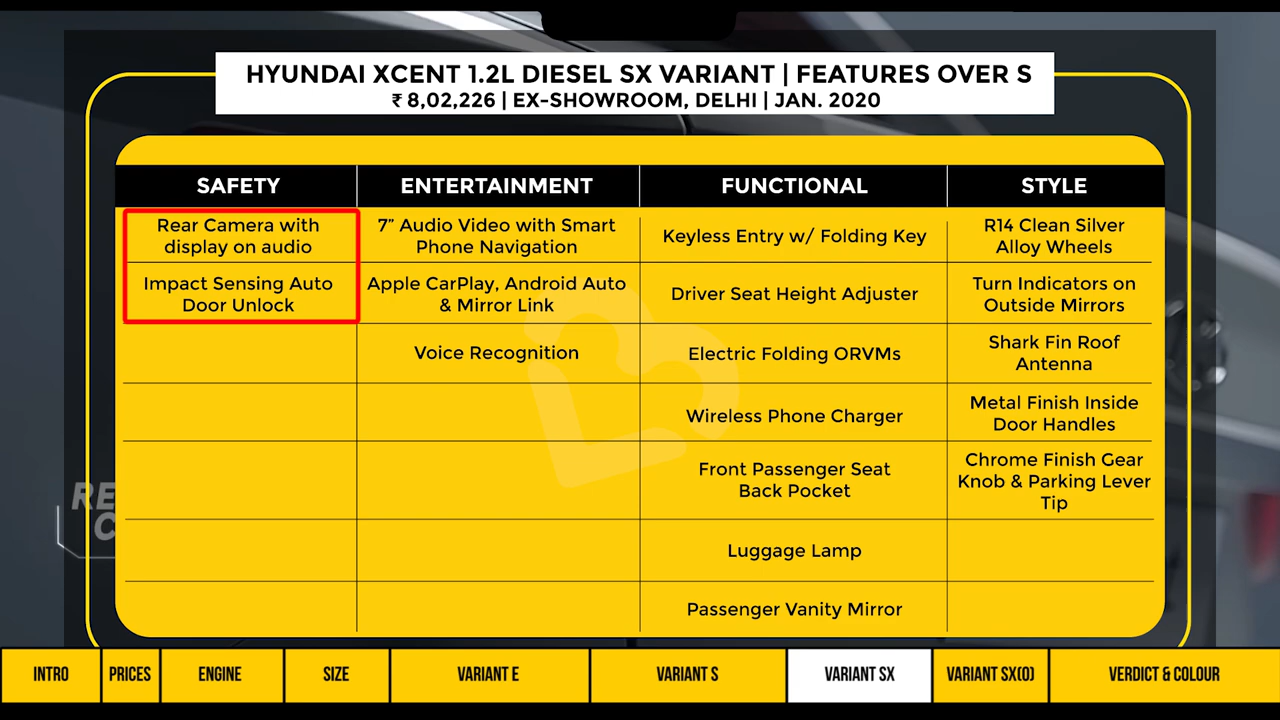 HYUNDAI XCENT 1.2L DIESEL SX VARIANT | FEATURES OVER S
₹ 8,02,226 | EX-SHOWROOM, DELHI | JAN. 2020
SAFETY
ENTERTAINMENT
FUNCTIONAL
STYLE
Rear Camera with
display on audio
7” Audio Video with Smart
Phone Navigation
Keyless Entry w/ Folding Key
R14 Clean Silver
Alloy Wheels
Impact Sensing Auto
Door Unlock
Apple CarPlay, Android Auto
& Mirror Link
Driver Seat Height Adjuster
Turn Indicators on
Outside Mirrors
Voice Recognition
Electric Folding ORVMs
Shark Fin Roof
Antenna
Wireless Phone Charger
Metal Finish Inside
Door Handles
Front Passenger Seat
Back Pocket
Chrome Finish Gear
Knob & Parking Lever
Tip
Luggage Lamp
Passenger Vanity Mirror
INTRO
PRICES
ENGINE
SIZE
VARIANT E
VARIANT S
VARIANT SX
VARIANT SX(O)
VERDICT & COLOUR